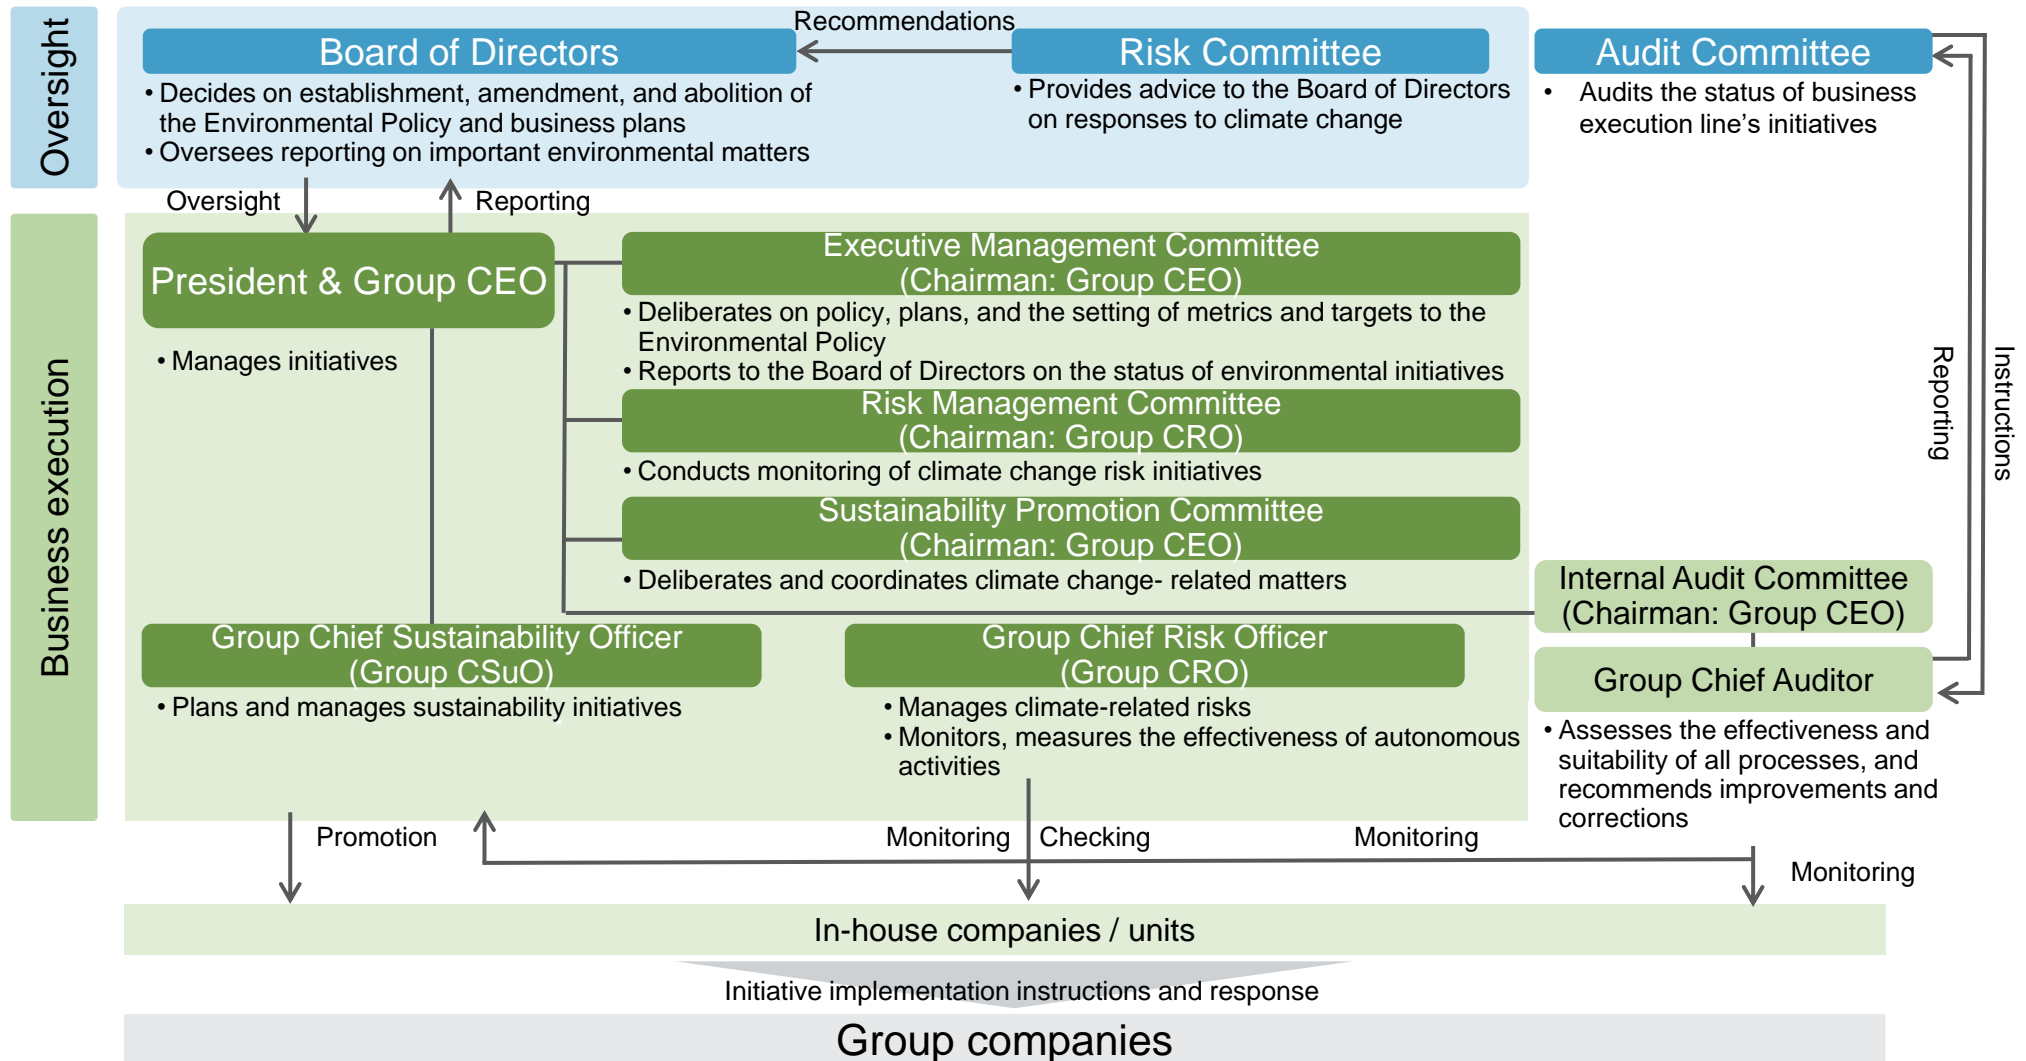 Oversight
Recommendations
Board of Directors
• Decides on establishment, amendment, and abolition of
the Environmental Policy and business plans
• Oversees reporting on important environmental matters
Risk Committee
• Provides advice to the Board of Directors
on responses to climate change
Audit Committee
• Audits the status of business
execution line's initiatives
Oversight
Reporting
Business execution
President & Group CEO
• Manages initiatives
Executive Management Committee
(Chairman: Group CEO)
• Deliberates on policy, plans, and the setting of metrics and targets to the
Environmental Policy
• Reports to the Board of Directors on the status of environmental initiatives
Risk Management Committee
(Chairman: Group CRO)
• Conducts monitoring of climate change risk initiatives
Sustainability Promotion Committee
(Chairman: Group CEO)
• Deliberates and coordinates climate change- related matters
Reporting
Instructions
Internal Audit Committee
(Chairman: Group CEO)
Group Chief Sustainability Officer
(Group CSuO)
• Plans and manages sustainability initiatives
Group Chief Risk Officer
(Group CRO)
• Manages climate-related risks
• Monitors, measures the effectiveness of autonomous
activities
Group Chief Auditor
• Assesses the effectiveness and
suitability of all processes, and
recommends improvements and
corrections
Promotion
Monitoring
Checking
Monitoring
Monitoring
In-house companies / units
Initiative implementation instructions and response
Group companies